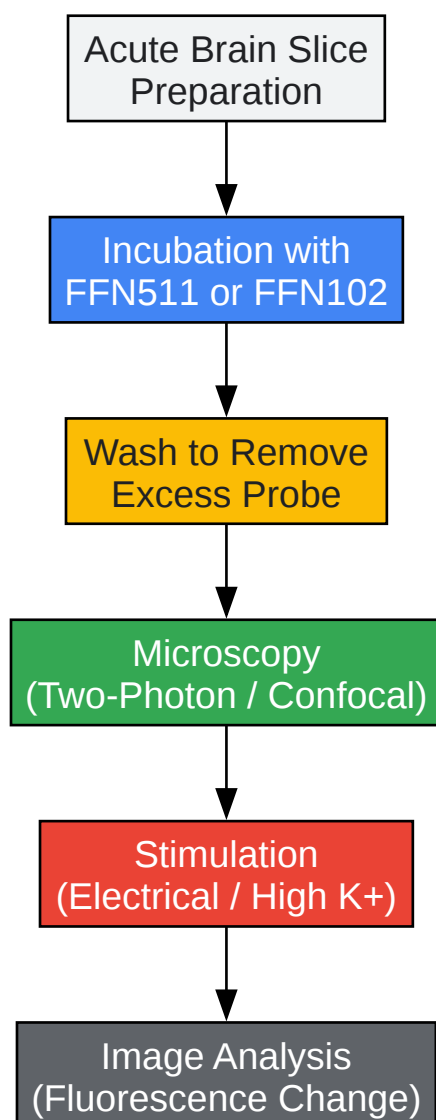 Acute Brain Slice
Preparation
Incubation with
FFN511 or FFN102
Wash to Remove
Excess Probe
Microscopy
(Two-Photon / Confocal)
Stimulation
(Electrical / High K+)
Image Analysis
(Fluorescence Change)